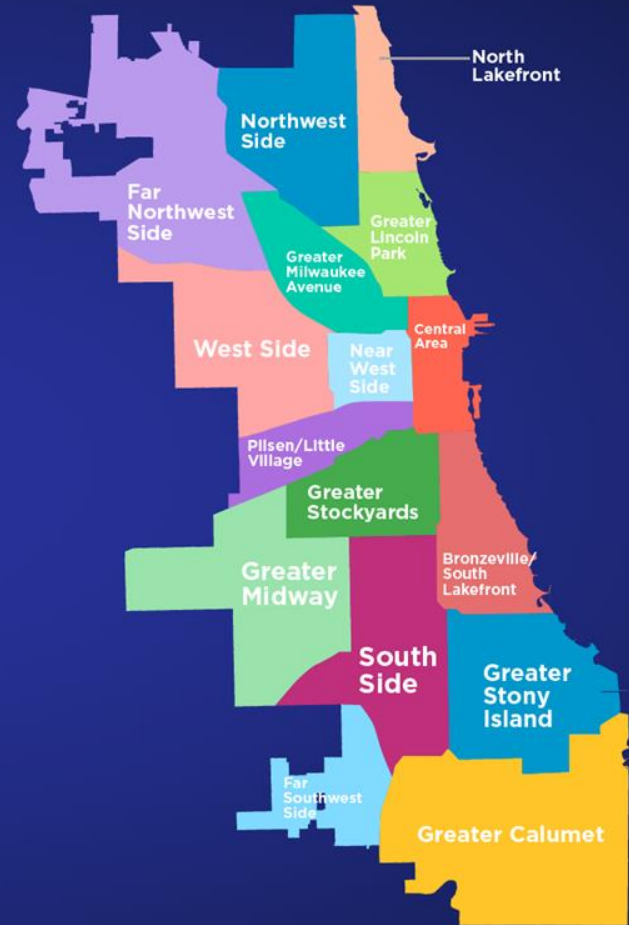 North
Lakefront
Northwest
Side
Far
Northwest
Side
Greater
Lincoln
Park
Greater
Milwaukee
Avenue
Central
Area
West Side
Near
West
Side
Pilsen/Little
Village
Greater
Stockyards
Bronzeville/
South
Lakefront
Greater
Midway
South
Side
Greater
Stony
Island
Far
Southwest
Side
Greater Calumet